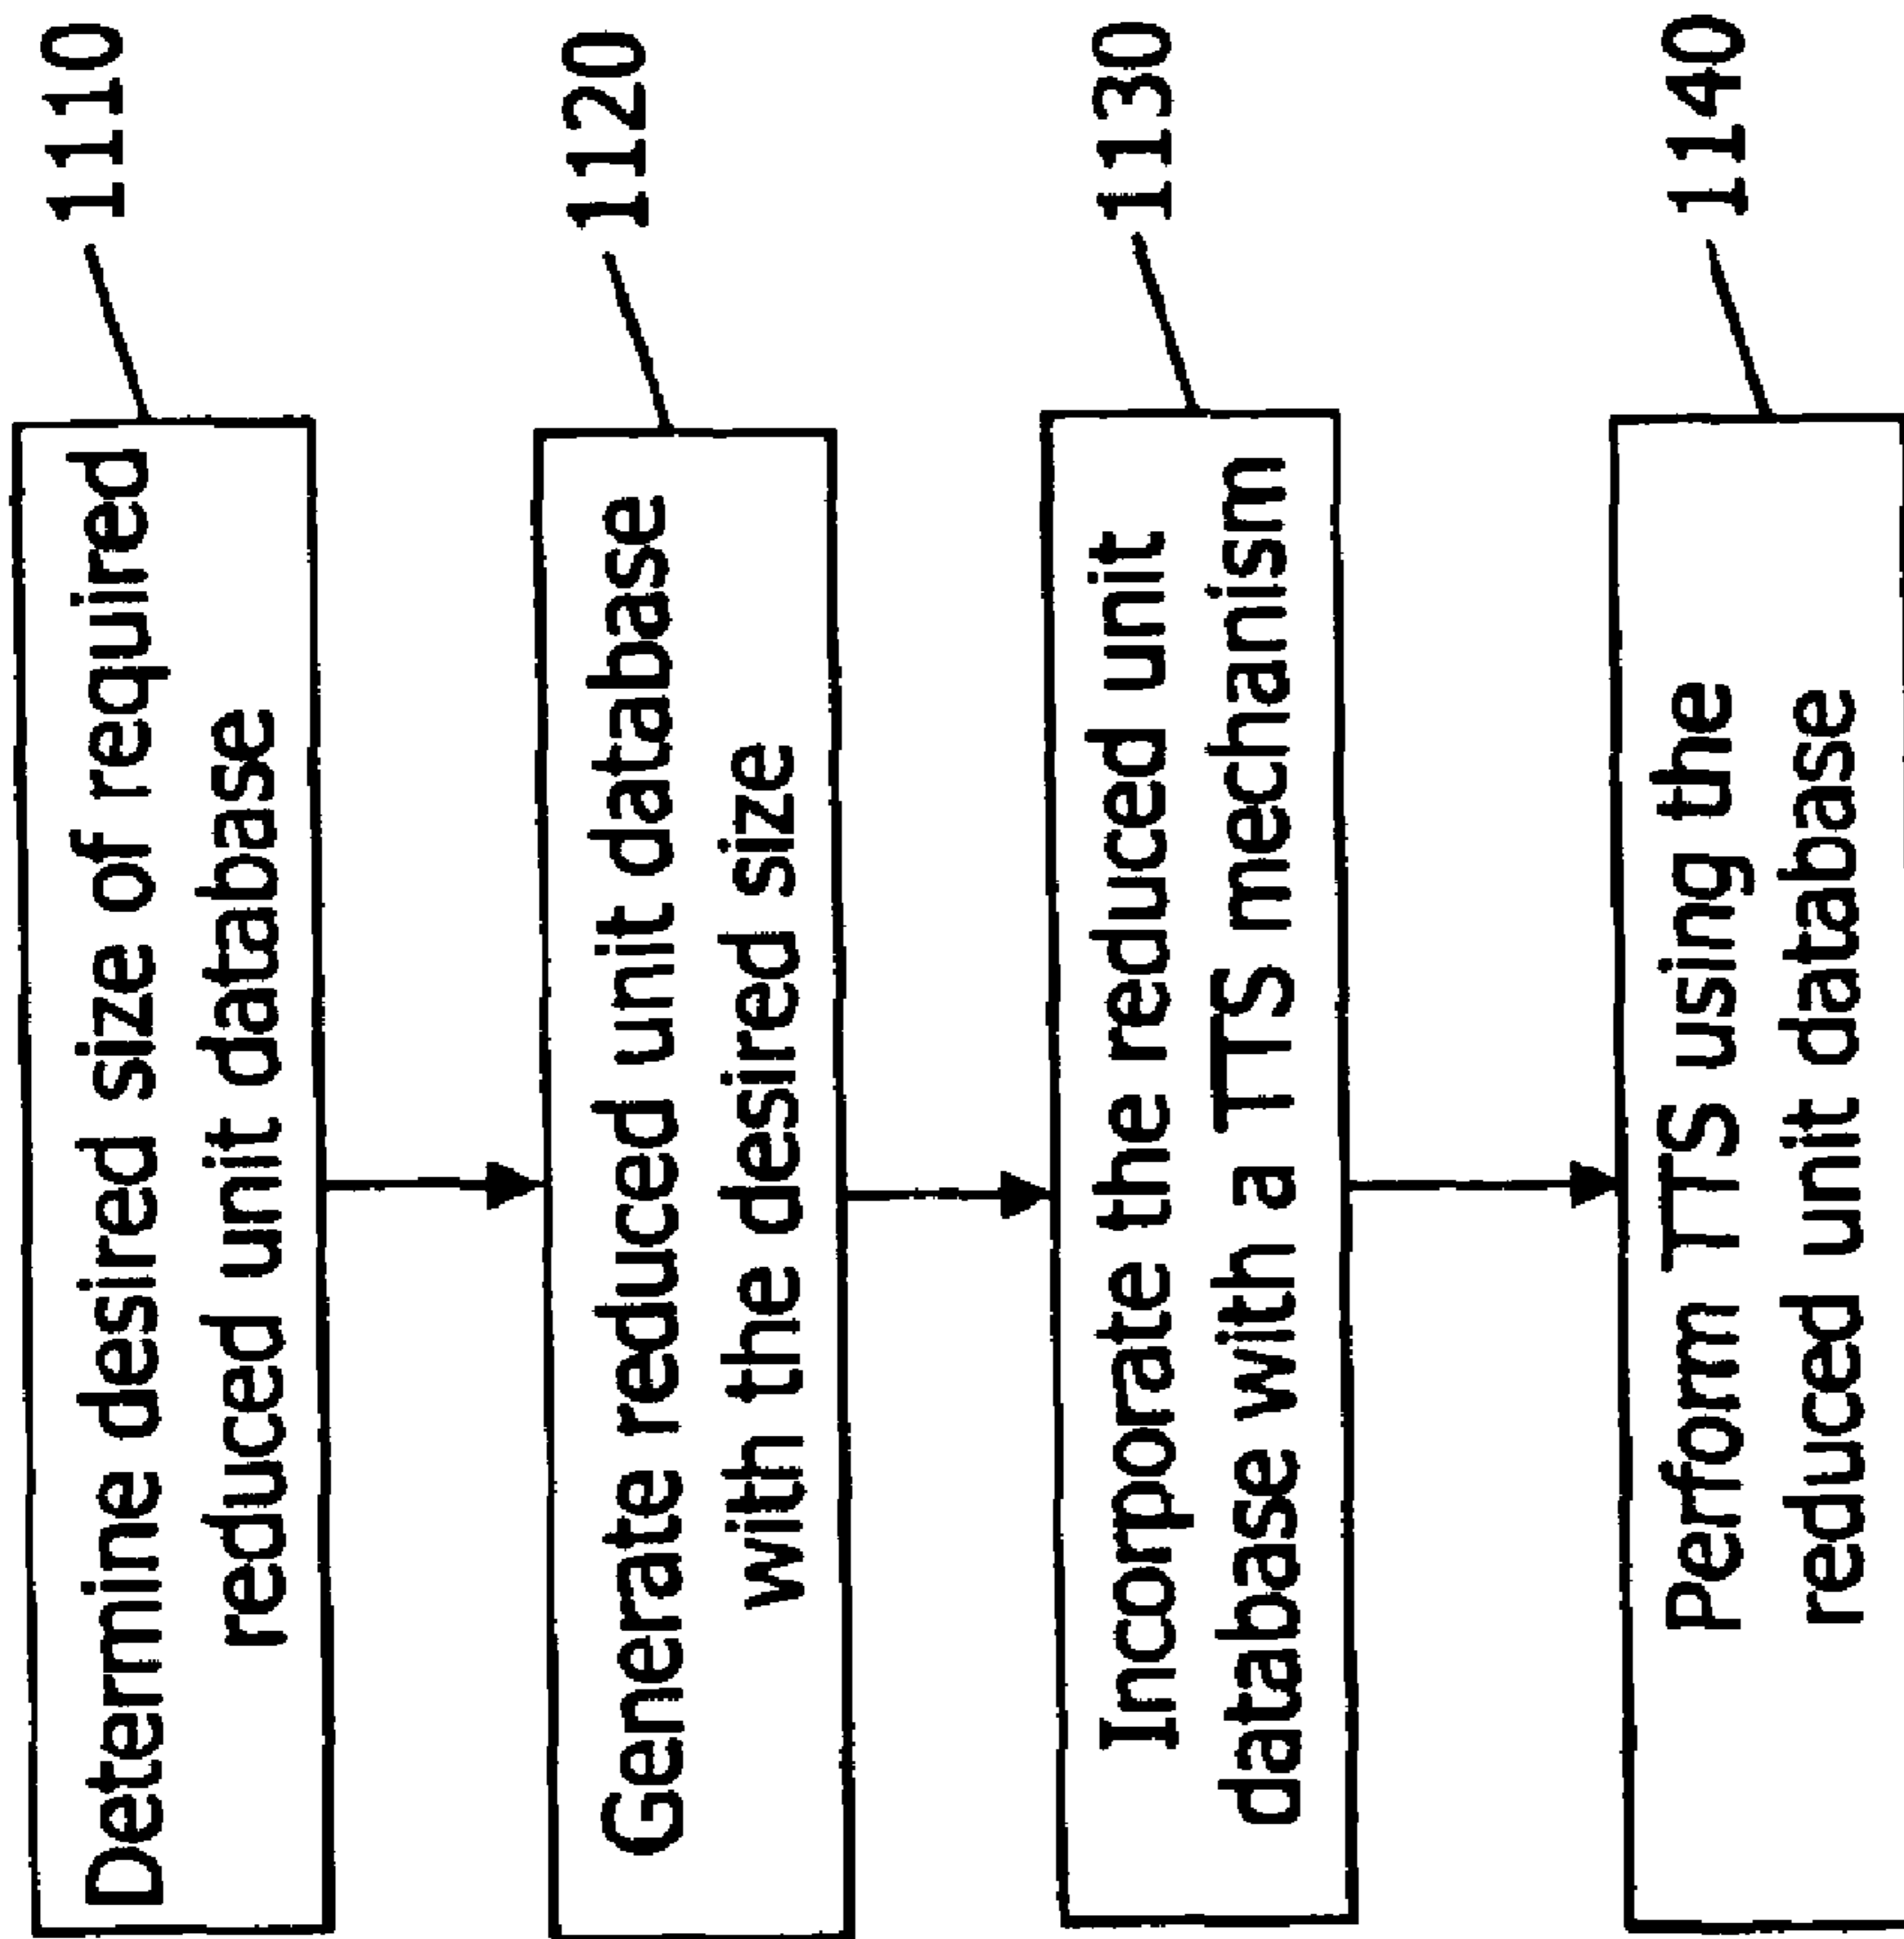 Determine desired size of required
reduced unit database
1110
Generate reduced unit database
with the desired size
1120
Incorporate the reduced unit
database with a TTS mechanism
1130
Perform TTS using the
reduced unit database
1140